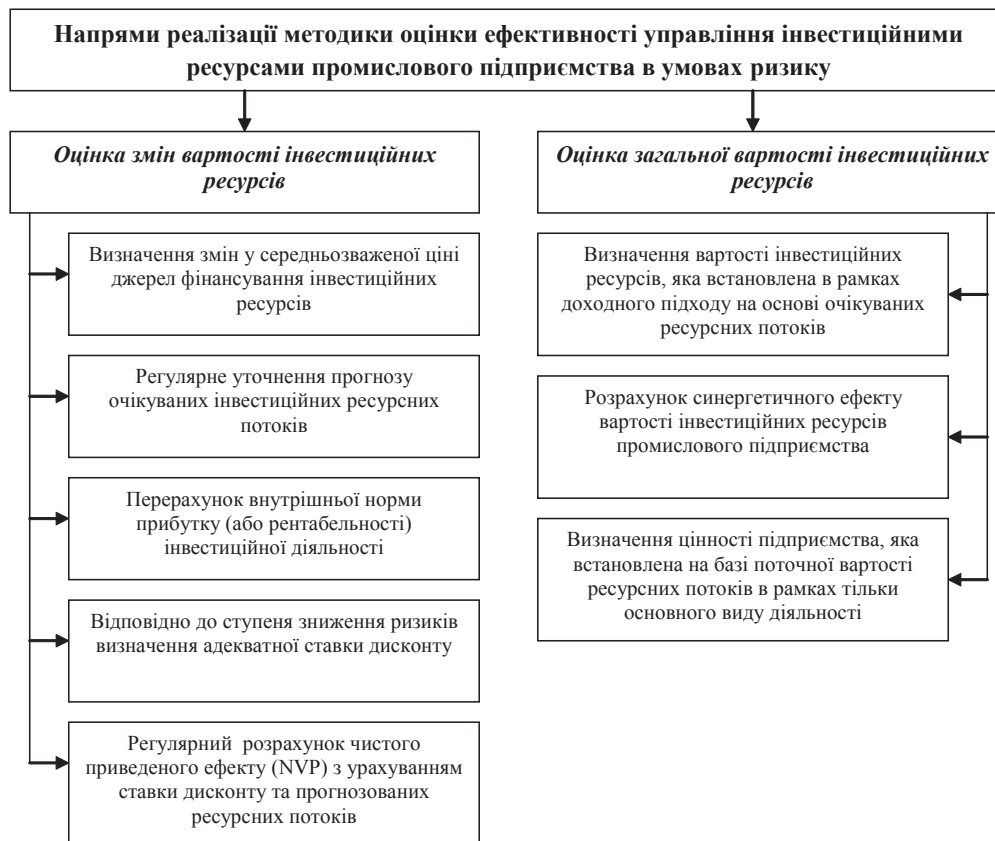 Напрями реалізації методики оцінки ефективності управління інвестиційними
ресурсами промислового підприємства в умовах ризику
Оцінка змін вартості інвестиційних
ресурсів
Визначення змін у середньозваженої ціні
джерел фінансування інвестиційних
ресурсів
Регулярне уточнення прогнозу
очікуваних інвестиційних ресурсних
потоків
Перерахунок внутрішньої норми
прибутку (або рентабельності)
інвестиційної діяльності
Відповідно до ступеня зниження ризиків
визначення адекватної ставки дисконту
Регулярний розрахунок чистого
приведеного ефекту (NVP) з урахуванням
ставки дисконту та прогнозованих
ресурсних потоків
Оцінка загальної вартості інвестиційних
ресурсів
Визначення вартості інвестиційних
ресурсів, яка встановлена в рамках
доходного підходу на основі очікуваних
ресурсних потоків
Розрахунок синергетичного ефекту
вартості інвестиційних ресурсів
промислового підприємства
Визначення цінності підприємства, яка
встановлена на базі поточної вартості
ресурсних потоків в рамках тільки
основного виду діяльності